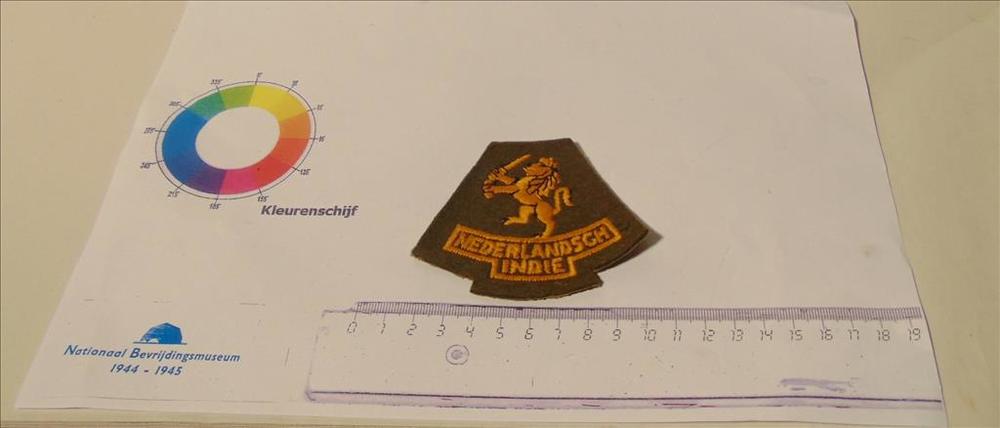 Kleurenschijf
NEDERLANDSCH
INDIE
0 1 2 3 4 5 6 7 8 9 10 11 12 13 14 15 16 17 18 19
Nationaal Bevrijdingsmuseum
1944 - 1945